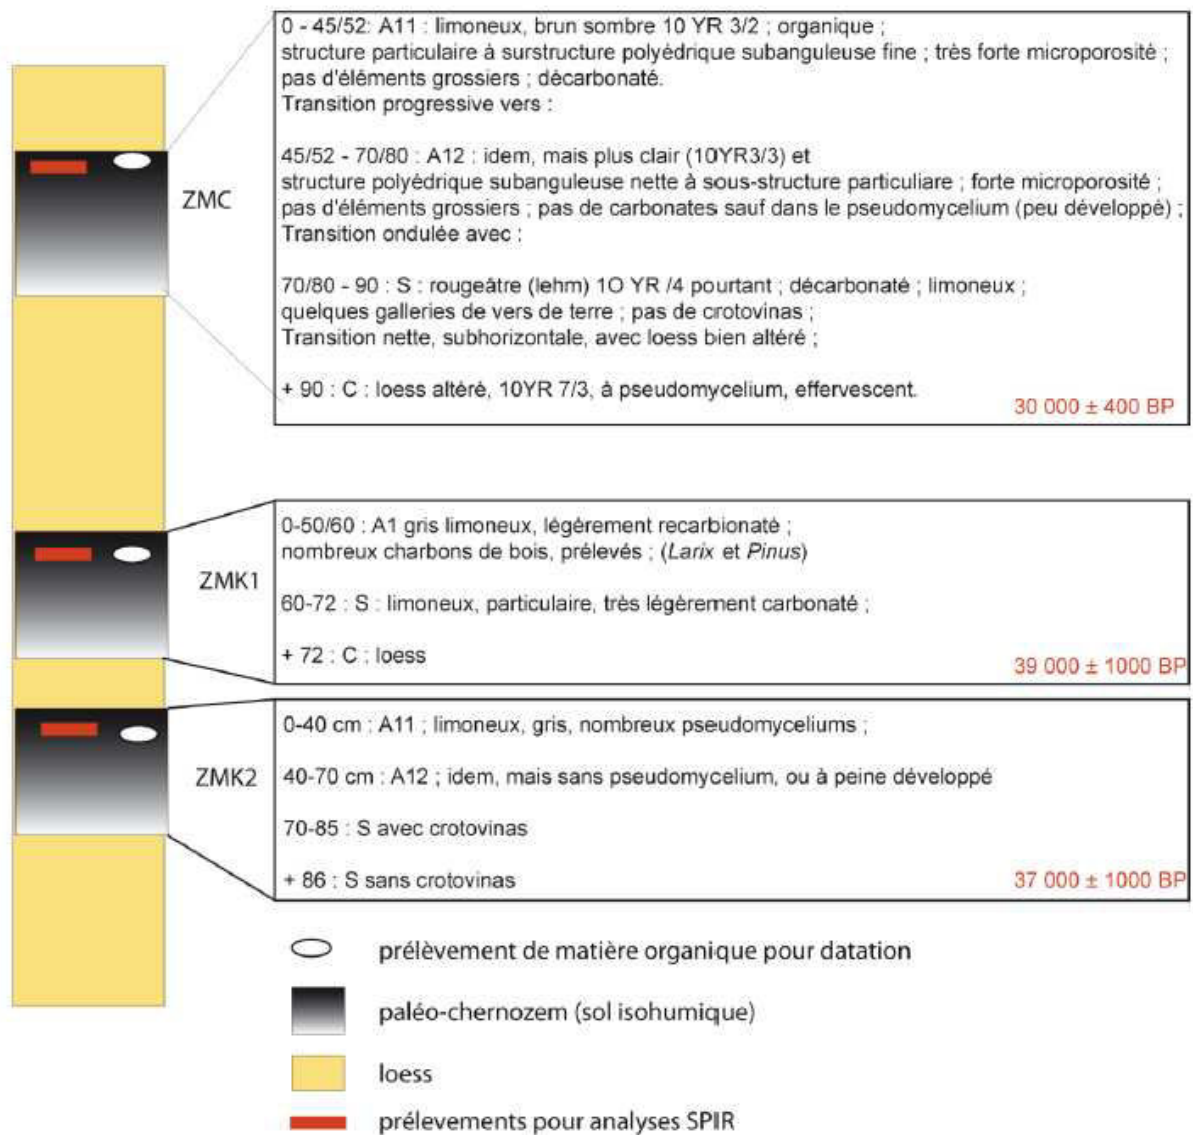 0 - 45/52: A11 : limoneux, brun sombre 10 YR 3/2 ; organique ;
structure particulaire à surstructure polyédrique subanguleuse fine ; très forte microporosité ;
pas d'éléments grossiers ; décarbonaté.
Transition progressive vers :
45/52 - 70/80 : A12 : idem, mais plus clair (10YR3/3) et
structure polyédrique subanguleuse nette à sous-structure particuliare ; forte microporosité ;
pas d'éléments grossiers ; pas de carbonates sauf dans le pseudomycelium (peu développé) ;
Transition ondulée avec :
70/80 - 90 : S : rougeâtre (lehm) 1O YR /4 pourtant ; décarbonaté ; limoneux ;
quelques galleries de vers de terre ; pas de crotovinas ;
Transition nette, subhorizontale, avec loess bien altéré ;
+ 90 : C : loess altéré, 10YR 7/3, à pseudomycelium, effervescent.
30 000 ± 400 BP
ZMC
0-50/60 : A1 gris limoneux, légèrement recarbionaté ;
nombreux charbons de bois, prélevés ; (Larix et Pinus)
60-72 : S : limoneux, particulaire, très légèrement carbonaté ;
+ 72 : C : loess
39 000 ± 1000 BP
ZMK1
0-40 cm : A11 ; limoneux, gris, nombreux pseudomyceliums ;
40-70 cm : A12 ; idem, mais sans pseudomycelium, ou à peine développé
70-85 : S avec crotovinas
+ 86 : S sans crotovinas
37 000 ± 1000 BP
ZMK2
prélèvement de matière organique pour datation
paléo-chernozem (sol isohumique)
loess
prélevements pour analyses SPIR